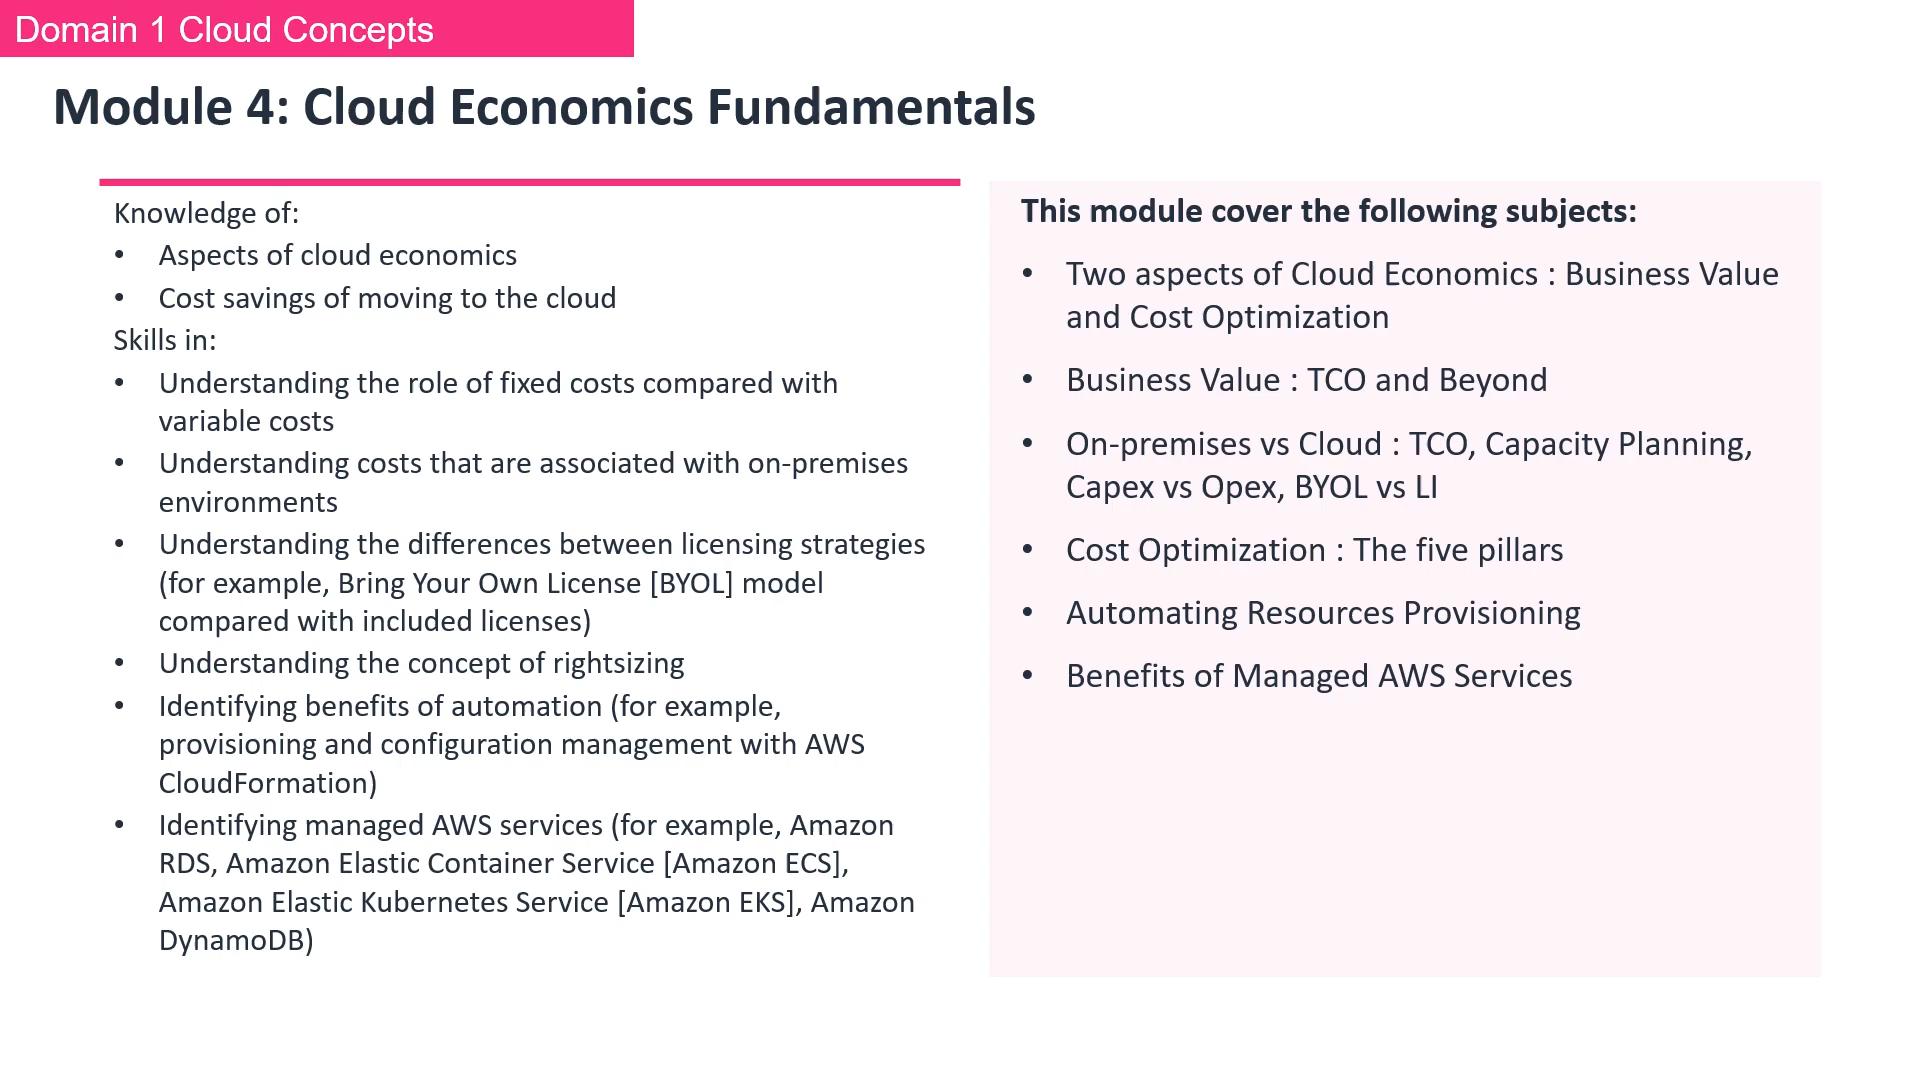 Domain 1 Cloud Concepts
Module 4: Cloud Economics Fundamentals
Knowledge of:
• Aspects of cloud economics
• Cost savings of moving to the cloud
Skills in:
• Understanding the role of fixed costs compared with
variable costs
• Understanding costs that are associated with on-premises
environments
• Understanding the differences between licensing strategies
(for example, Bring Your Own License [BYOL] model
compared with included licenses)
• Understanding the concept of rightsizing
• Identifying benefits of automation (for example,
provisioning and configuration management with AWS
CloudFormation)
• Identifying managed AWS services (for example, Amazon
RDS, Amazon Elastic Container Service [Amazon ECS],
Amazon Elastic Kubernetes Service [Amazon EKS], Amazon
DynamoDB)
This module cover the following subjects:
• Two aspects of Cloud Economics : Business Value
and Cost Optimization
• Business Value : TCO and Beyond
• On-premises vs Cloud : TCO, Capacity Planning,
Capex vs Opex, BYOL vs LI
• Cost Optimization : The five pillars
• Automating Resources Provisioning
• Benefits of Managed AWS Services